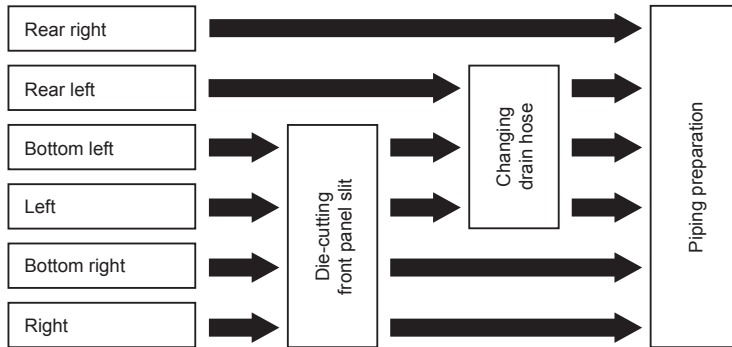 Rear right
Rear left
Bottom left
Left
Bottom right
Right
Die-cutting
front panel slit
Changing
drain hose
Piping preparation